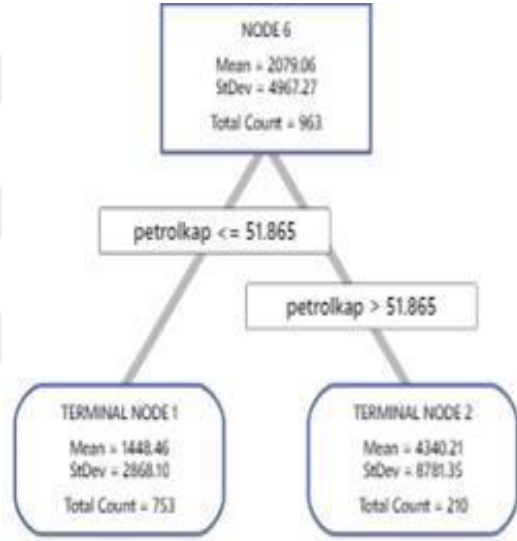 NODE 6
Mean = 2079.06
StDev = 4967.27
Total Count = 963
petrolkap <= 51.865
petrolkap > 51.865
TERMINAL NODE 1
Mean = 1448.46
StDev = 2868.10
Total Count = 753
TERMINAL NODE 2
Mean = 4340.21
StDev = 8781.35
Total Count = 210